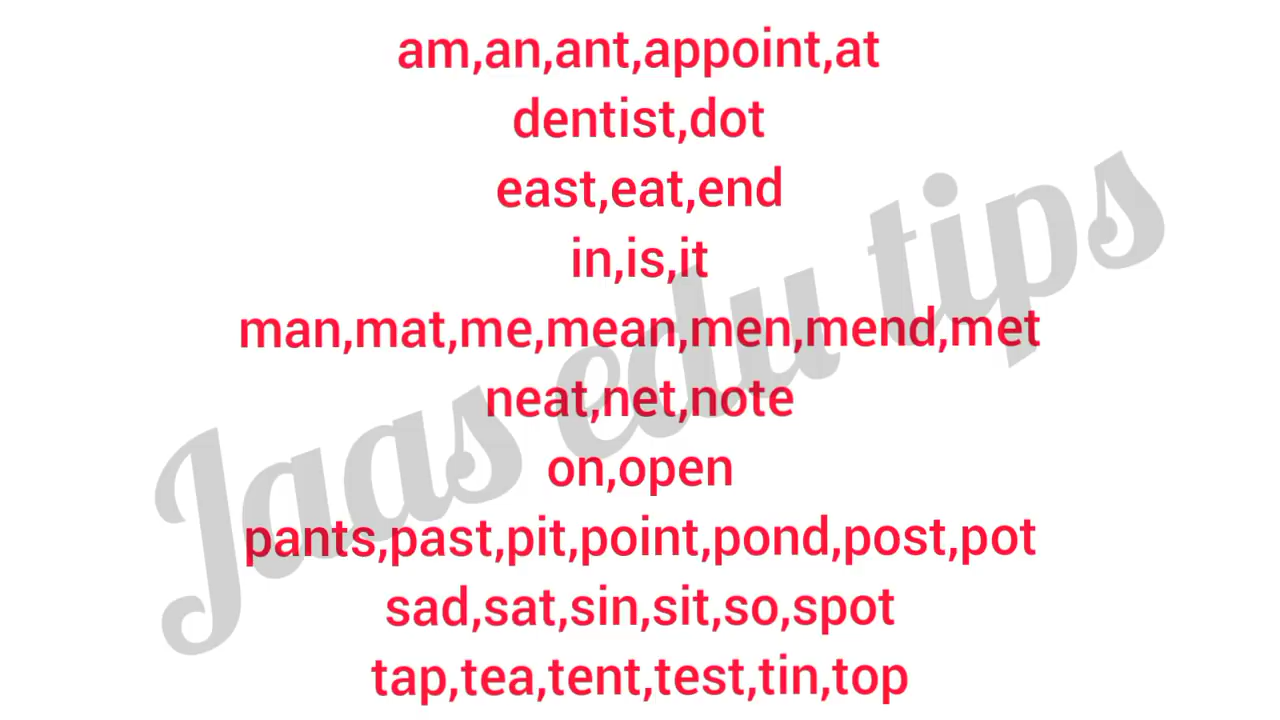 am,an,ant,appoint,at
dentist,dot
east,eat,end
in,is,it
man,mat,me,mean,men,mend,met
neat,net,note
on,open
pants,past,pit,point,pond,post,pot
sad,sat,sin,sit,so,spot
tap,tea,tent,test,tin,top
Jaas edu tips